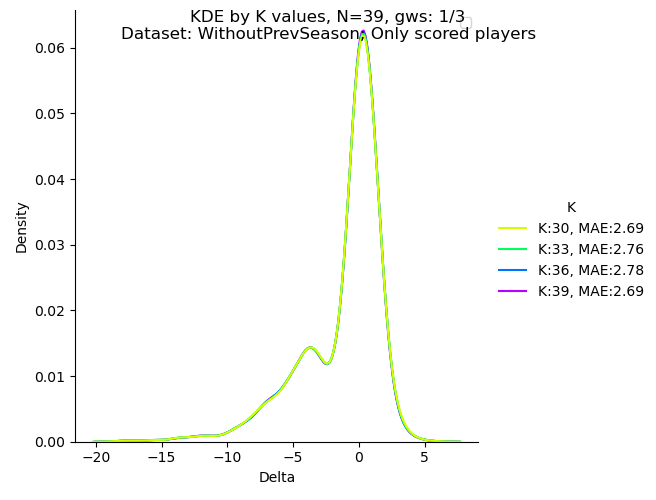 KDE by K values, N=39, gws: 1/3
Dataset: WithoutPrevSeason, Only scored players
0.06
0.05
0.04
0.03
0.02
0.01
0.00
Density
−20
−15
−10
−5
0
5
Delta
K
K:30, MAE:2.69
K:33, MAE:2.76
K:36, MAE:2.78
K:39, MAE:2.69